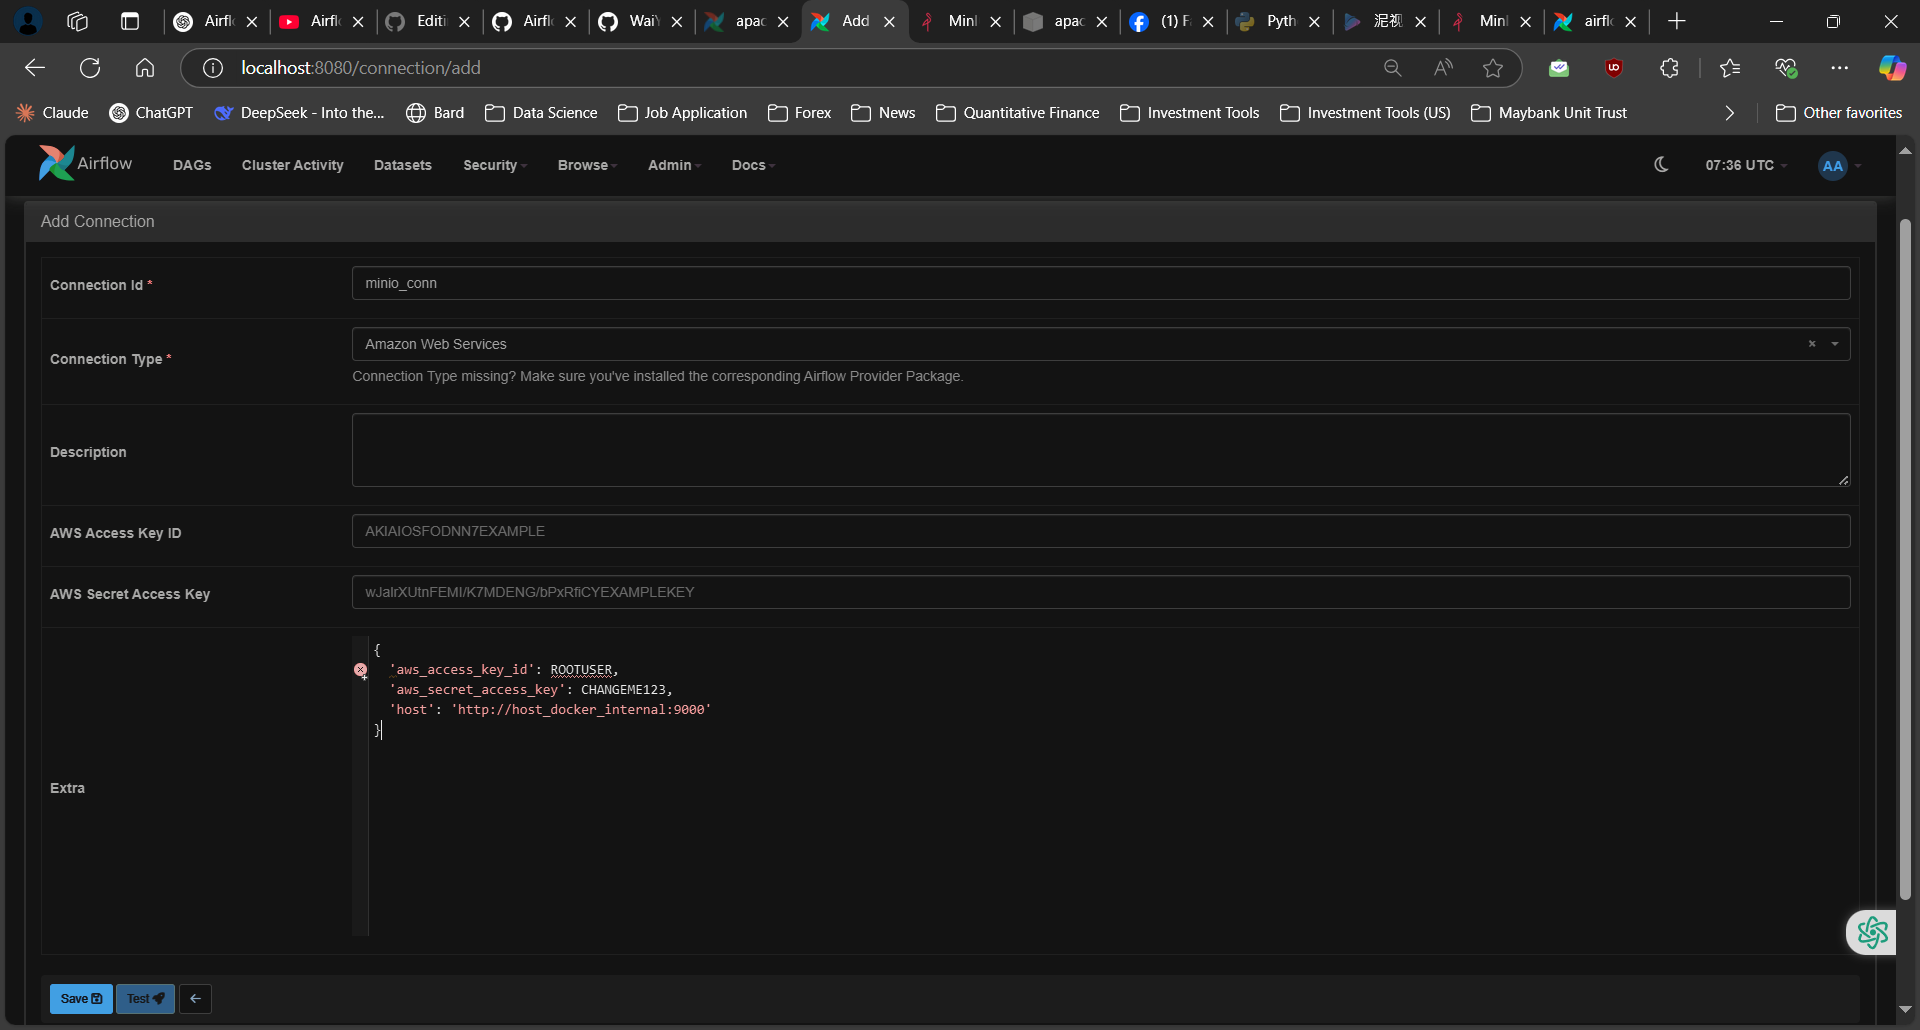 Airfl
Airfl
Editi
Airfl
WaiY
apac
Add
MinI
apac
(1) F
Pyth
泥视
MinI
airfl
localhost:8080/connection/add
Claude
ChatGPT
DeepSeek - Into the...
Bard
Data Science
Job Application
Forex
News
Quantitative Finance
Investment Tools
Investment Tools (US)
Maybank Unit Trust
Other favorites
Airflow
DAGs
Cluster Activity
Datasets
Security
Browse
Admin
Docs
07:36 UTC
AA
Add Connection
Connection Id *
minio_conn
Connection Type *
Amazon Web Services
Connection Type missing? Make sure you've installed the corresponding Airflow Provider Package.
Description
AWS Access Key ID
AKIAIOSFODNN7EXAMPLE
AWS Secret Access Key
wJalrXUtnFEMI/K7MDENG/bPxRfiCYEXAMPLEKEY
Extra
{
'aws_access_key_id': ROOTUSER,
'aws_secret_access_key': CHANGEME123,
'host': 'http://host_docker_internal:9000'
}
Save
Test